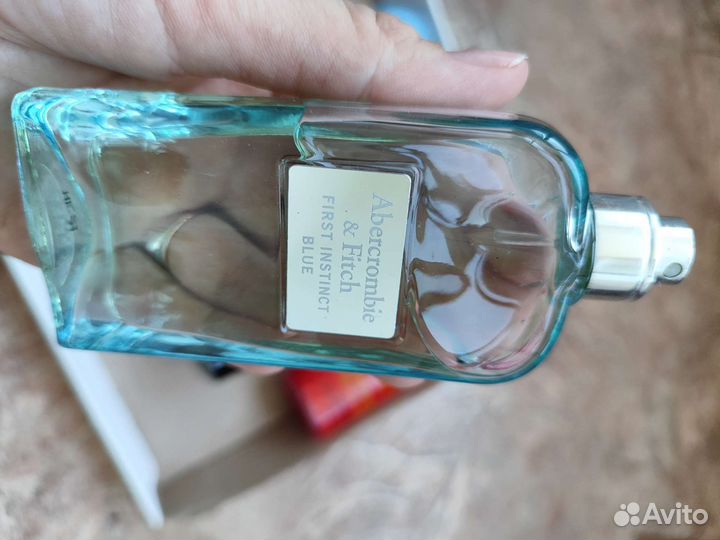 Abercrombie
& Fitch
FIRST INSTINCT
BLUE
Avito